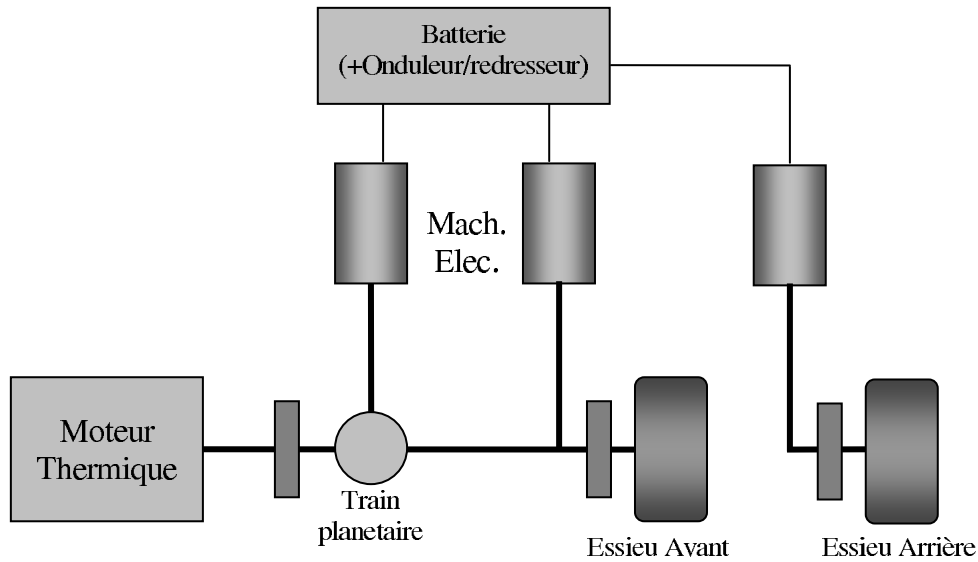 Batterie
(+Onduleur/redresseur)
Mach.
Elec.
Moteur
Thermique
Train
planetaire
Essieu Avant
Essieu Arrière